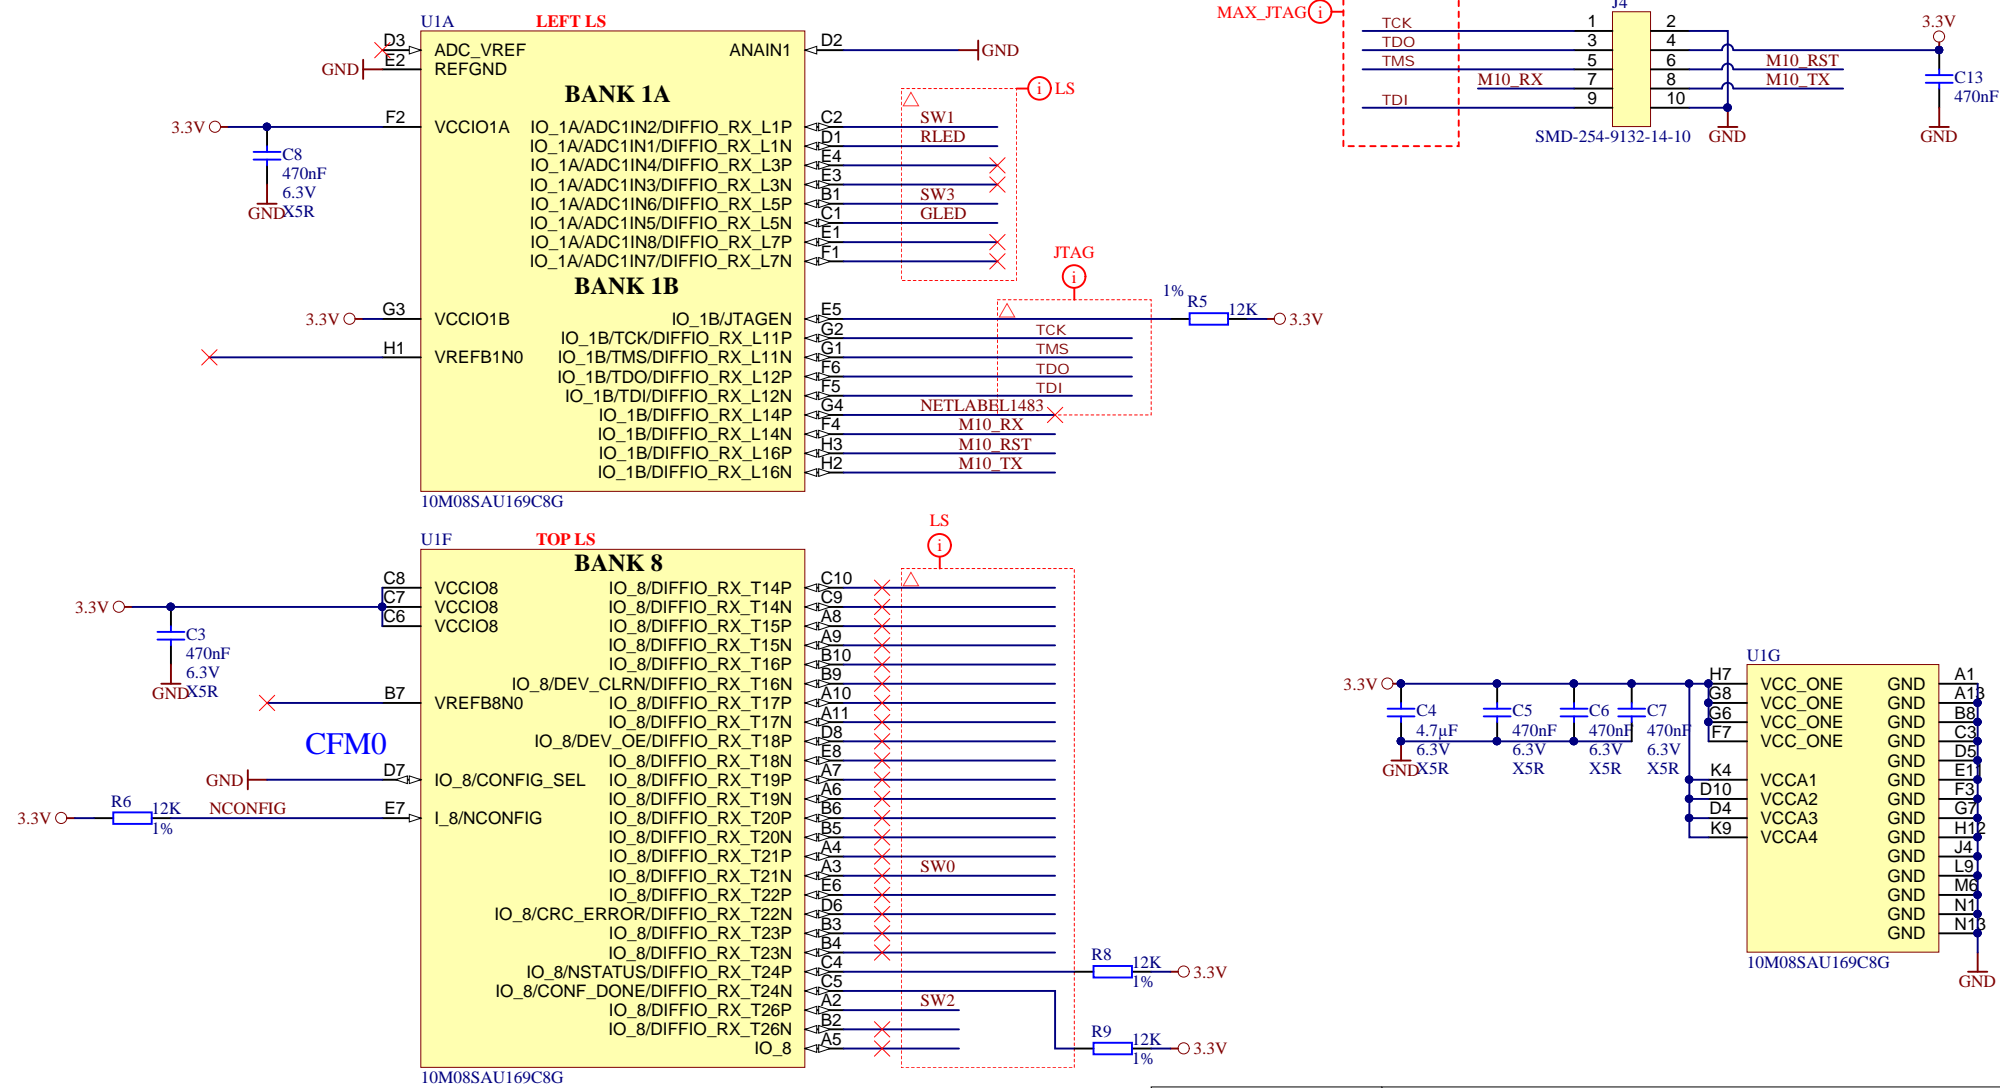 U1A LEFT LS
D3 ADC_VREF ANAIN1 D2 GND
GND E2 REFGND
BANK 1A
LS
3.3V F2 VCCIO1A IO_1A/ADC1IN2/DIFFIO_RX_L1P C2 SW1
IO_1A/ADC1IN1/DIFFIO_RX_L1N D1 RLED
C8 IO_1A/ADC1IN4/DIFFIO_RX_L3P E4
470nF IO_1A/ADC1IN3/DIFFIO_RX_L3N E3
6.3V IO_1A/ADC1IN6/DIFFIO_RX_L5P B1 SW3
GND X5R IO_1A/ADC1IN5/DIFFIO_RX_L5N C1 GLED
IO_1A/ADC1IN8/DIFFIO_RX_L7P E1
IO_1A/ADC1IN7/DIFFIO_RX_L7N F1
JTAG
BANK 1B
3.3V G3 VCCIO1B IO_1B/JTAGEN E5 1% R5 12K 3.3V
IO_1B/TCK/DIFFIO_RX_L11P G2 TCK
H1 VREFB1N0 IO_1B/TMS/DIFFIO_RX_L11N G1 TMS
IO_1B/TDO/DIFFIO_RX_L12P F6 TDO
IO_1B/TDI/DIFFIO_RX_L12N F5 TDI
IO_1B/DIFFIO_RX_L14P G4 NETLABEL1483
IO_1B/DIFFIO_RX_L14N F4 M10_RX
IO_1B/DIFFIO_RX_L16P H3 M10_RST
IO_1B/DIFFIO_RX_L16N H2 M10_TX
10M08SAU169C8G
MAX_JTAG
J4
TCK 1 2 3.3V
TDO 3 4
TMS 5 6 M10_RST
M10_RX 7 8 M10_TX
TDI 9 10
C13
470nF
SMD-254-9132-14-10 GND GND
U1F TOP LS
LS
BANK 8
C8 VCCIO8 IO_8/DIFFIO_RX_T14P C10
3.3V C7 VCCIO8 IO_8/DIFFIO_RX_T14N C9
C6 VCCIO8 IO_8/DIFFIO_RX_T15P A8
C3 IO_8/DIFFIO_RX_T15N A9
470nF IO_8/DIFFIO_RX_T16P B10
6.3V IO_8/DEV_CLRN/DIFFIO_RX_T16N B9
GND X5R
B7 VREFB8N0 IO_8/DIFFIO_RX_T17P A10
IO_8/DIFFIO_RX_T17N A11
CFM0 IO_8/DEV_OE/DIFFIO_RX_T18P D8
IO_8/DIFFIO_RX_T18N E8
GND D7 IO_8/CONFIG_SEL IO_8/DIFFIO_RX_T19P A7
IO_8/DIFFIO_RX_T19N A6
3.3V R6 12K 1% NCONFIG E7 I_8/NCONFIG IO_8/DIFFIO_RX_T20P B6
IO_8/DIFFIO_RX_T20N B5
IO_8/DIFFIO_RX_T21P A4
IO_8/DIFFIO_RX_T21N A3 SW0
IO_8/DIFFIO_RX_T22P E6
IO_8/CRC_ERROR/DIFFIO_RX_T22N D6
IO_8/DIFFIO_RX_T23P B3
IO_8/DIFFIO_RX_T23N B4
IO_8/NSTATUS/DIFFIO_RX_T24P C4 R8 12K 1% 3.3V
IO_8/CONF_DONE/DIFFIO_RX_T24N C5
IO_8/DIFFIO_RX_T26P A2 SW2
IO_8/DIFFIO_RX_T26N B2
IO_8 A5 R9 12K 1% 3.3V
10M08SAU169C8G
U1G
3.3V H7 VCC_ONE GND A1
G8 VCC_ONE GND A13
G6 VCC_ONE GND B8
F7 VCC_ONE GND C3
C4 C5 C6 C7
4.7µF 470nF 470nF 470nF
6.3V 6.3V 6.3V 6.3V
GND X5R X5R X5R X5R
GND D5
K4 VCCA1 GND E11
D10 VCCA2 GND F3
D4 VCCA3 GND G7
K9 VCCA4 GND H12
GND J4
GND L9
GND M6
GND N1
GND N13
10M08SAU169C8G
GND